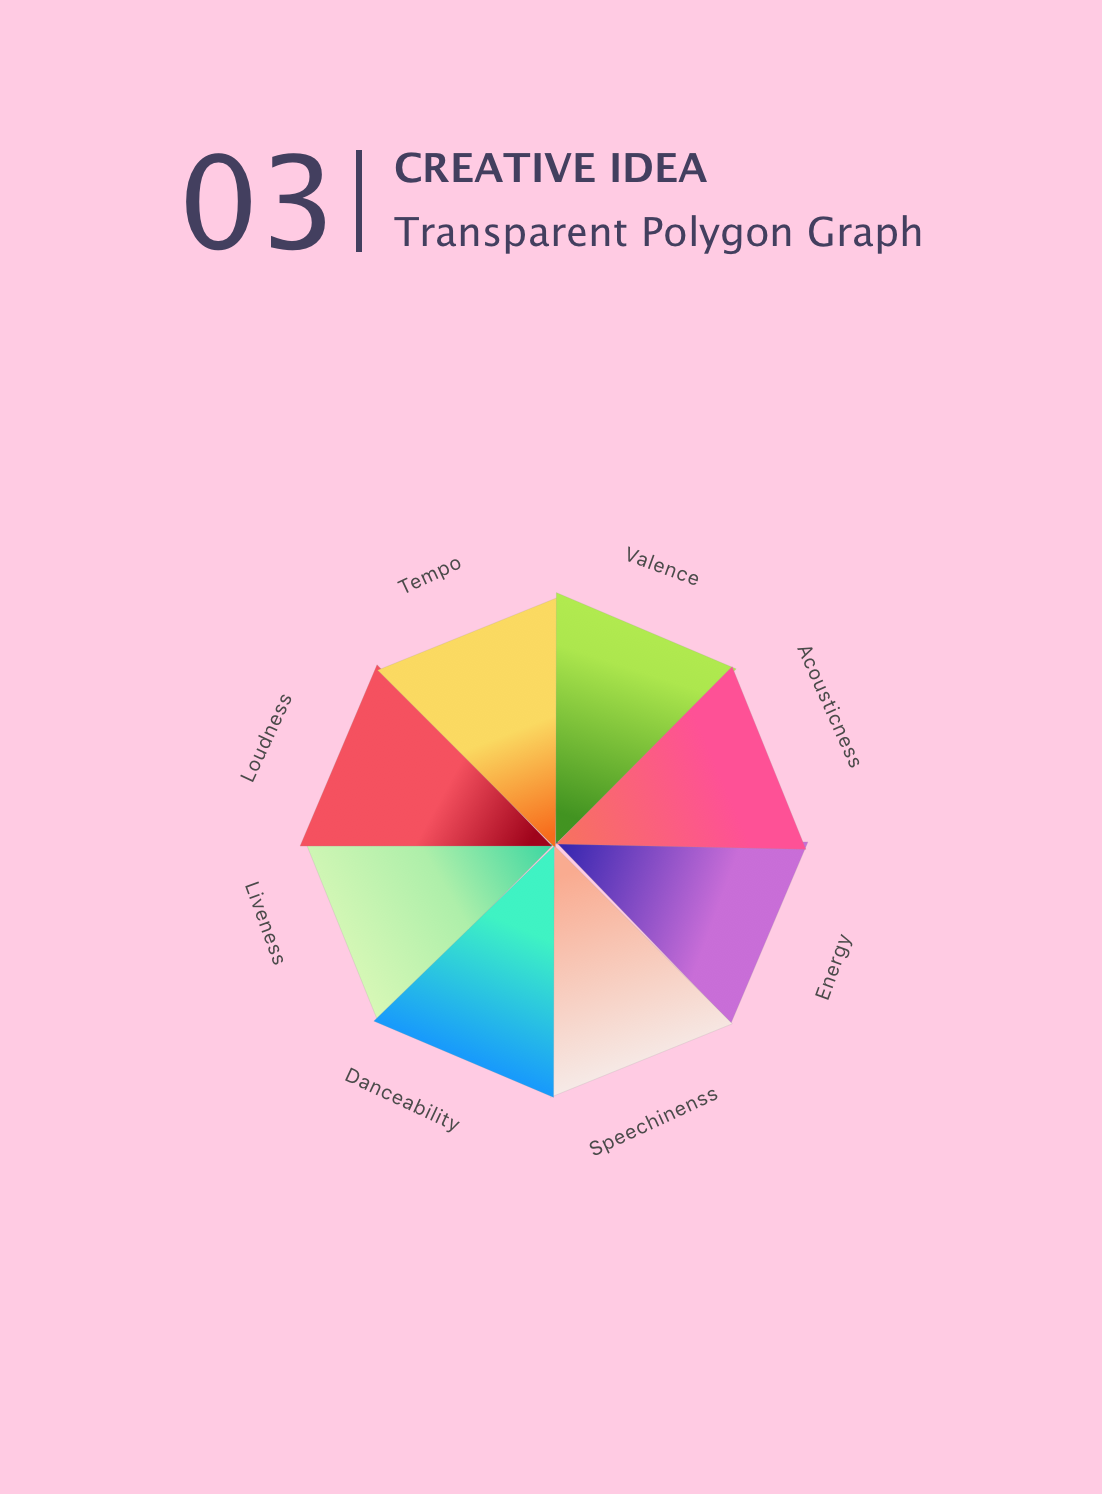 03
CREATIVE IDEA
Transparent Polygon Graph
Tempo
Valence
Acousticness
Loudness
Liveness
Energy
Danceability
Speechinenss